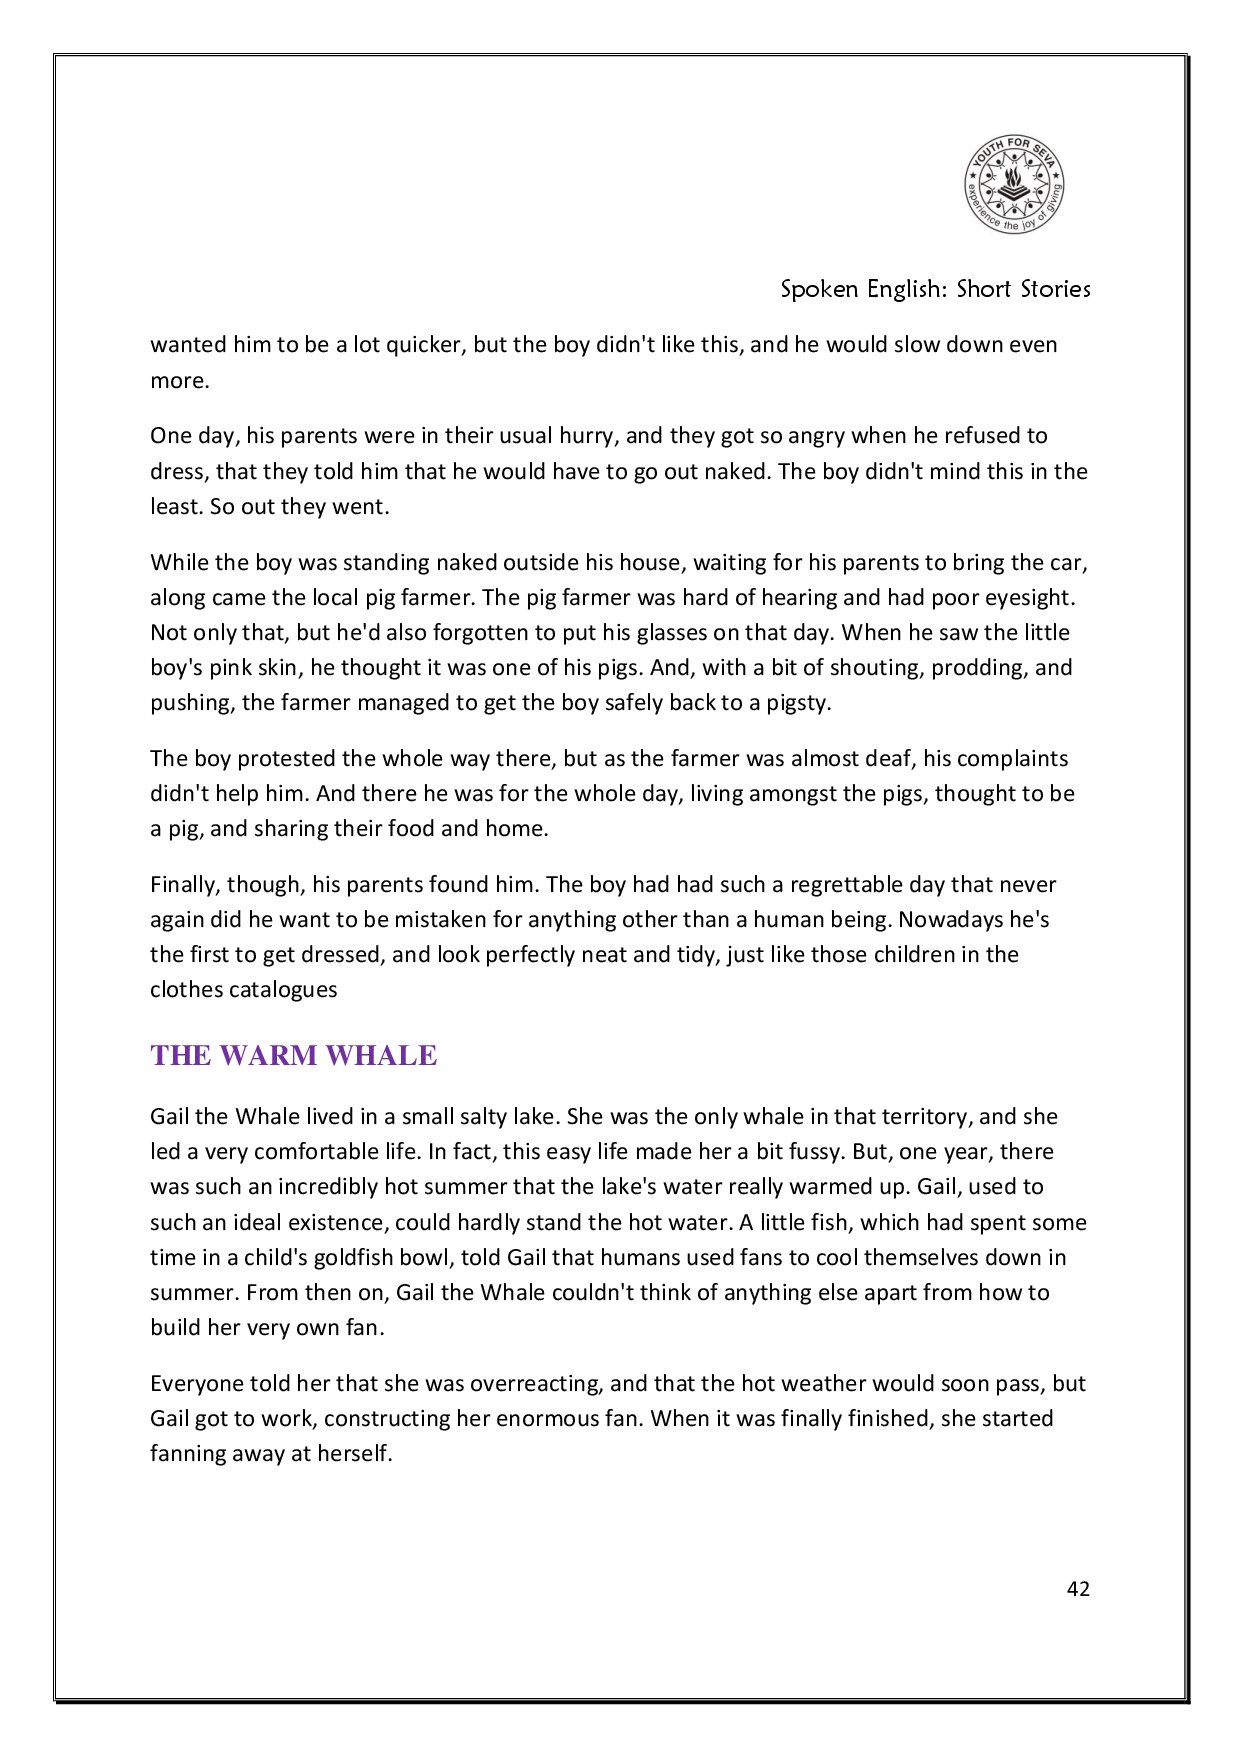 YOUTH FOR SEVA
experience the joy of giving
Spoken English: Short Stories
wanted him to be a lot quicker, but the boy didn't like this, and he would slow down even
more.
One day, his parents were in their usual hurry, and they got so angry when he refused to
dress, that they told him that he would have to go out naked. The boy didn't mind this in the
least. So out they went.
While the boy was standing naked outside his house, waiting for his parents to bring the car,
along came the local pig farmer. The pig farmer was hard of hearing and had poor eyesight.
Not only that, but he'd also forgotten to put his glasses on that day. When he saw the little
boy's pink skin, he thought it was one of his pigs. And, with a bit of shouting, prodding, and
pushing, the farmer managed to get the boy safely back to a pigsty.
The boy protested the whole way there, but as the farmer was almost deaf, his complaints
didn't help him. And there he was for the whole day, living amongst the pigs, thought to be
a pig, and sharing their food and home.
Finally, though, his parents found him. The boy had had such a regrettable day that never
again did he want to be mistaken for anything other than a human being. Nowadays he's
the first to get dressed, and look perfectly neat and tidy, just like those children in the
clothes catalogues
THE WARM WHALE
Gail the Whale lived in a small salty lake. She was the only whale in that territory, and she
led a very comfortable life. In fact, this easy life made her a bit fussy. But, one year, there
was such an incredibly hot summer that the lake's water really warmed up. Gail, used to
such an ideal existence, could hardly stand the hot water. A little fish, which had spent some
time in a child's goldfish bowl, told Gail that humans used fans to cool themselves down in
summer. From then on, Gail the Whale couldn't think of anything else apart from how to
build her very own fan.
Everyone told her that she was overreacting, and that the hot weather would soon pass, but
Gail got to work, constructing her enormous fan. When it was finally finished, she started
fanning away at herself.
42